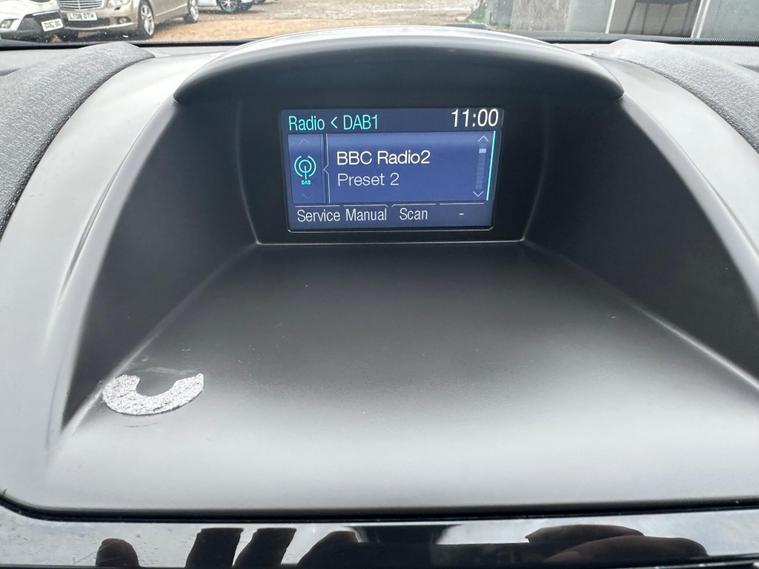 Radio < DAB1 11:00
DAB
BBC Radio2
Preset 2
Service Manual Scan -